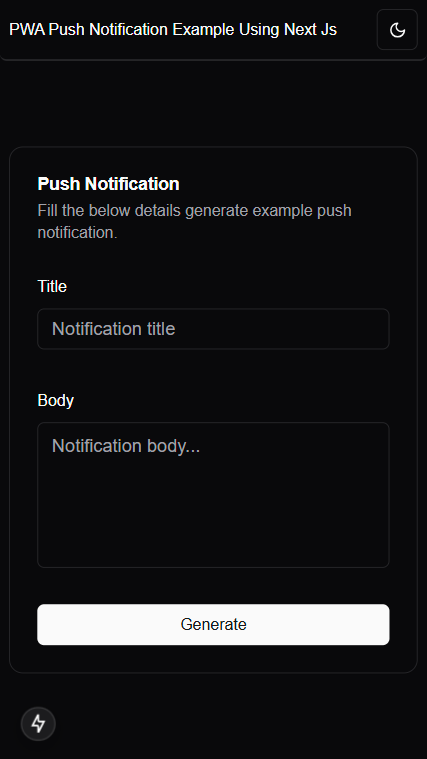 PWA Push Notification Example Using Next Js
Push Notification
Fill the below details generate example push
notification.
Title
Notification title
Body
Notification body...
Generate